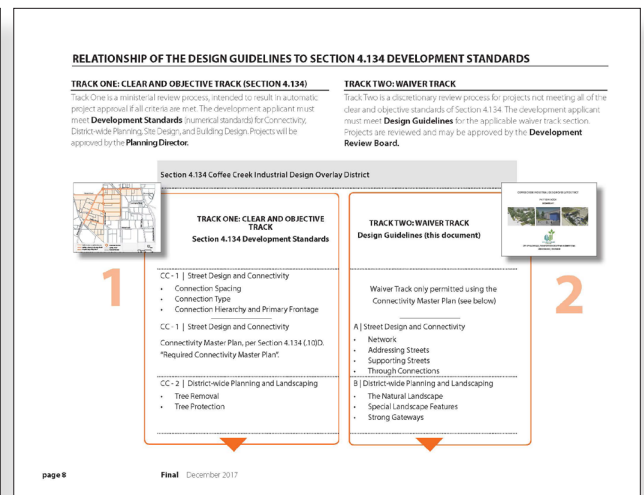 RELATIONSHIP OF THE DESIGN GUIDELINES TO SECTION 4.134 DEVELOPMENT STANDARDS
TRACK ONE: CLEAR AND OBJECTIVE TRACK (SECTION 4.134)
Track One is a ministerial review process, intended to result in automatic
project approval if all criteria are met. The development applicant must
meet Development Standards (numerical standards) for Connectivity,
District-wide Planning, Site Design, and Building Design. Projects will be
approved by the Planning Director.
TRACK TWO: WAIVER TRACK
Track Two is a discretionary review process for projects not meeting all of the
clear and objective standards of Section 4.134. The development applicant
must meet Design Guidelines for the applicable waiver track section.
Projects are reviewed and may be approved by the Development
Review Board.
Section 4.134 Coffee Creek Industrial Design Overlay District
1
TRACK ONE: CLEAR AND OBJECTIVE
TRACK
Section 4.134 Development Standards
CC - 1 | Street Design and Connectivity
• Connection Spacing
• Connection Type
• Connection Hierarchy and Primary Frontage
CC - 1 | Street Design and Connectivity
Connectivity Master Plan, per Section 4.134 (.10)D.
"Required Connectivity Master Plan".
CC - 2 | District-wide Planning and Landscaping
• Tree Removal
• Tree Protection
TRACK TWO: WAIVER TRACK
Design Guidelines (this document)
2
Waiver Track only permitted using the
Connectivity Master Plan (see below)
A | Street Design and Connectivity
• Network
• Addressing Streets
• Supporting Streets
• Through Connections
B | District-wide Planning and Landscaping
• The Natural Landscape
• Special Landscape Features
• Strong Gateways
page 8
Final December 2017